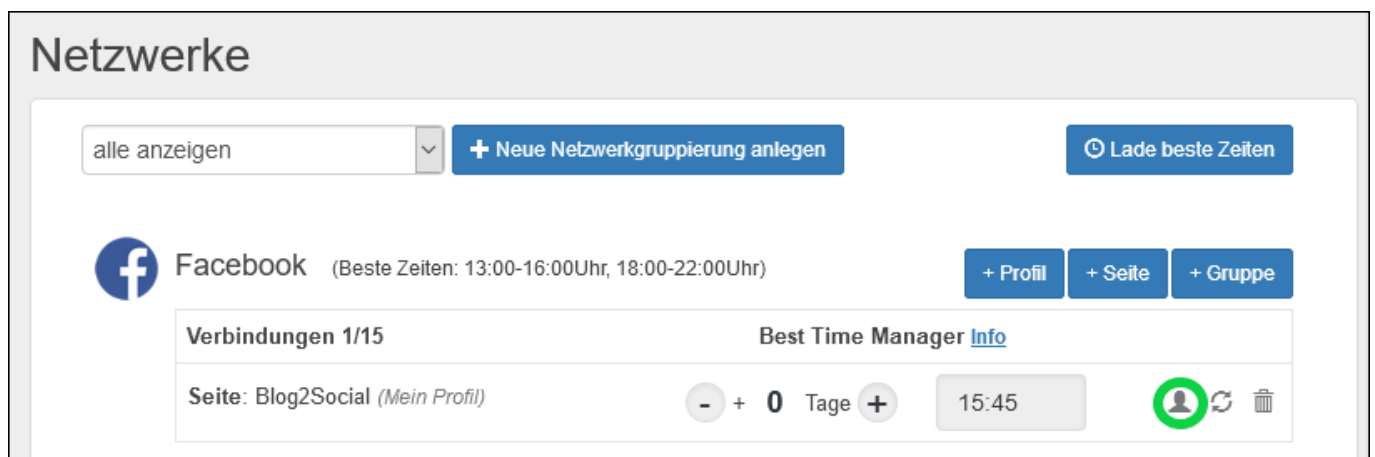 Netzwerke
alle anzeigen + Neue Netzwerkgruppierung anlegen Lade beste Zeiten
Facebook (Beste Zeiten: 13:00-16:00Uhr, 18:00-22:00Uhr) + Profil + Seite + Gruppe
Verbindungen 1/15 Best Time Manager Info
Seite: Blog2Social (Mein Profil) - + 0 Tage + 15:45